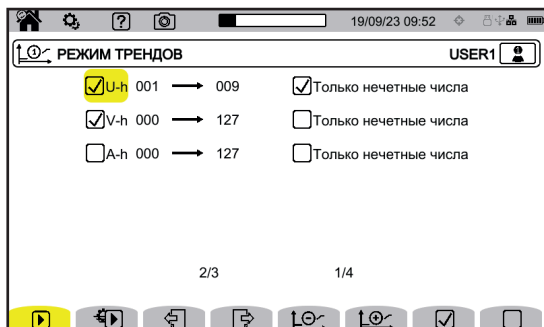 19/09/23 09:52
РЕЖИМ ТРЕНДОВ USER1
U-h 001 → 009 Только нечетные числа
V-h 000 → 127 Только нечетные числа
A-h 000 → 127 Только нечетные числа
2/3 1/4